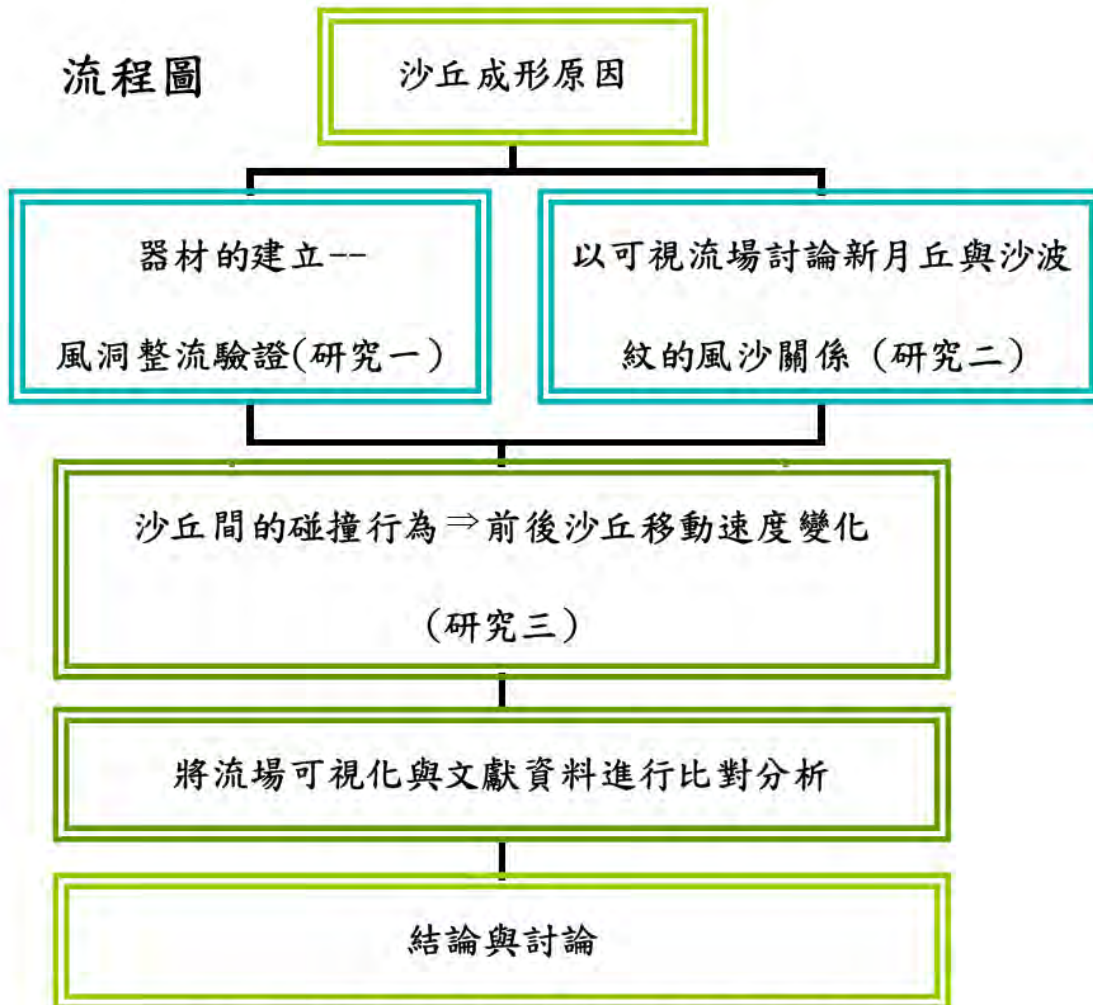 流程圖
沙丘成形原因
器材的建立--
風洞整流驗證(研究一)
以可視流場討論新月丘與沙波
紋的風沙關係 (研究二)
沙丘間的碰撞行為⇒前後沙丘移動速度變化
(研究三)
將流場可視化與文獻資料進行比對分析
結論與討論